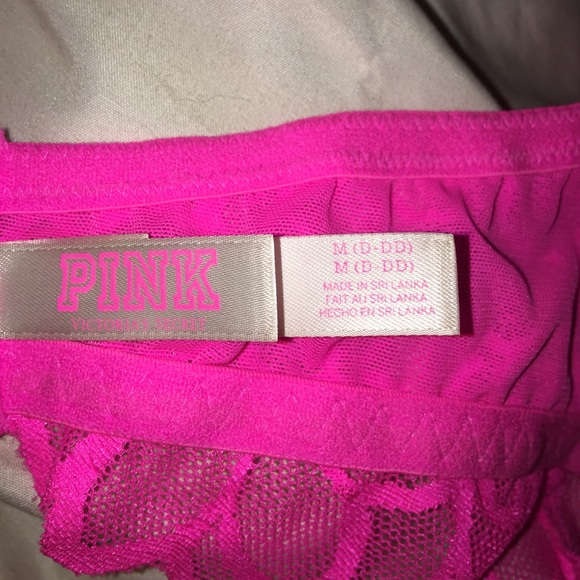 PINK
VICTORIA'S SECRET
M (D-DD)
M (D-DD)
MADE IN SRI LANKA
FAIT AU SRI LANKA
HECHO EN SRI LANKA